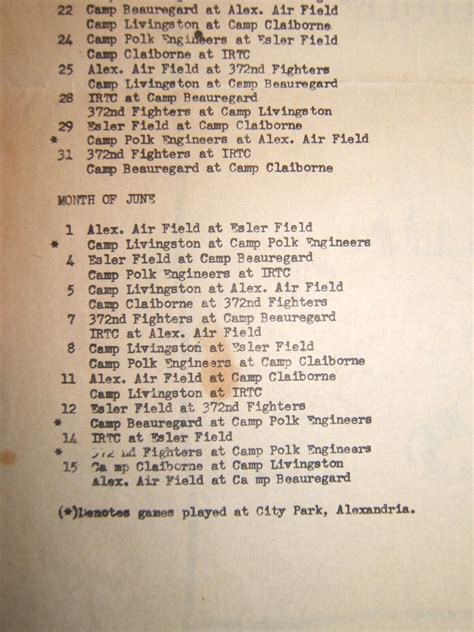 22 Camp Beauregard at Alex. Air Field
Camp Livingston at Camp Claiborne
24 Camp Polk Engineers at Esler Field
Camp Claiborne at IRTC
25 Alex. Air Field at 372nd Fighters
Camp Livingston at Camp Beauregard
28 IRTC at Camp Beauregard
372nd Fighters at Camp Livingston
29 Esler Field at Camp Claiborne
* Camp Polk Engineers at Alex. Air Field
31 372nd Fighters at IRTC
Camp Beauregard at Camp Claiborne
MONTH OF JUNE
1 Alex. Air Field at Esler Field
* Camp Livingston at Camp Polk Engineers
4 Esler Field at Camp Beauregard
Camp Polk Engineers at IRTC
5 Camp Livingston at Alex. Air Field
Camp Claiborne at 372nd Fighters
7 372nd Fighters at Camp Beauregard
IRTC at Alex. Air Field
8 Camp Livingston at Esler Field
Camp Polk Engineers at Camp Claiborne
11 Alex. Air Field at Camp Claiborne
Camp Livingston at IRTC
12 Esler Field at 372nd Fighters
* Camp Beauregard at Camp Polk Engineers
14 IRTC at Esler Field
* 372nd Fighters at Camp Polk Engineers
15 Ca mp Claiborne at Camp Livingston
Alex. Air Field at Ca mp Beauregard
(*)Denotes games played at City Park, Alexandria.